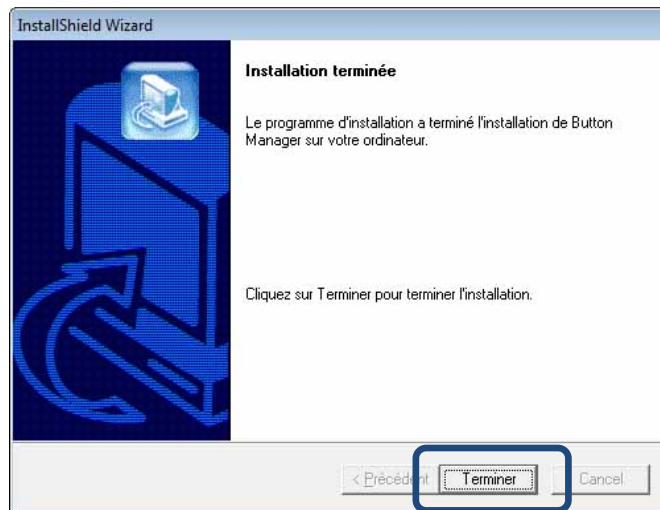 InstallShield Wizard
Installation terminée
Le programme d'installation a terminé l'installation de Button
Manager sur votre ordinateur.
Cliquez sur Terminer pour terminer l'installation.
< Précédent
Terminer
Cancel